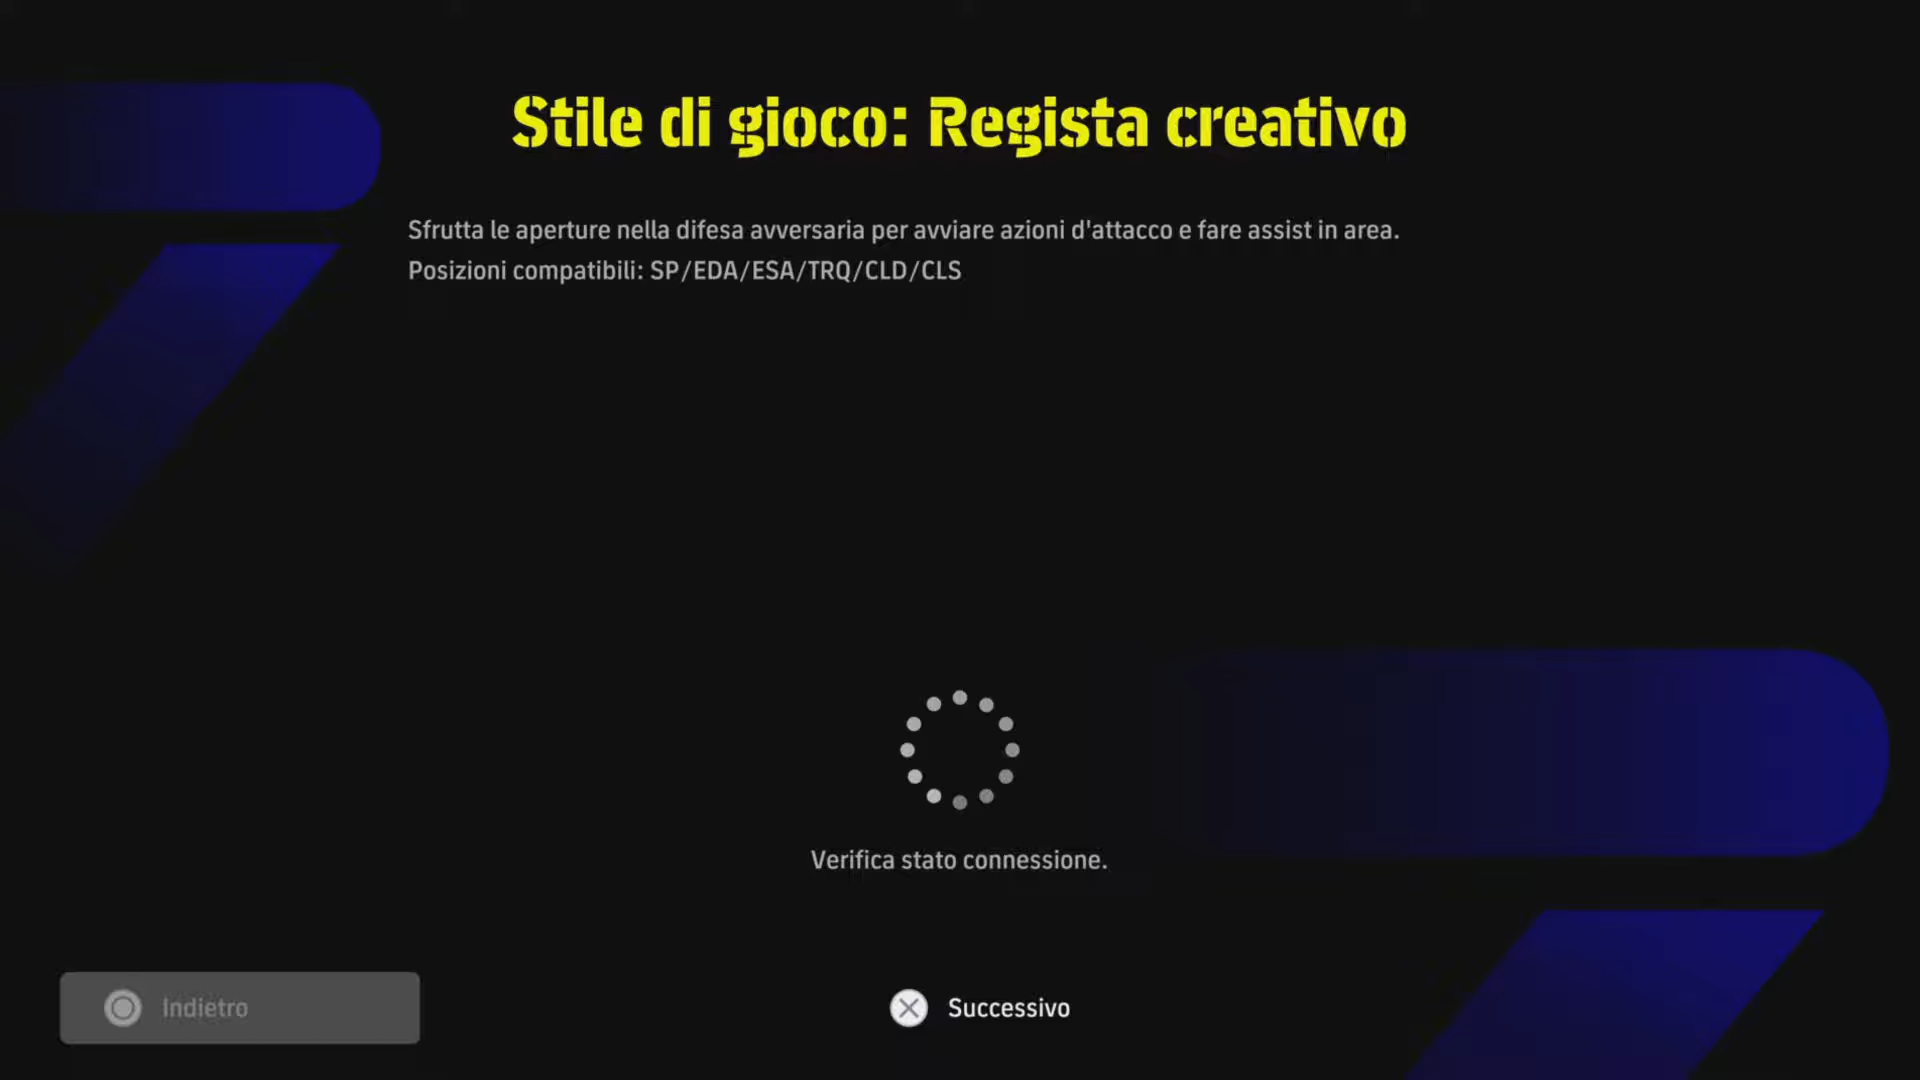 Stile di gioco: Regista creativo
Sfrutta le aperture nella difesa avversaria per avviare azioni d'attacco e fare assist in area.
Posizioni compatibili: SP/EDA/ESA/TRQ/CLD/CLS
Verifica stato connessione.
Indietro
Successivo